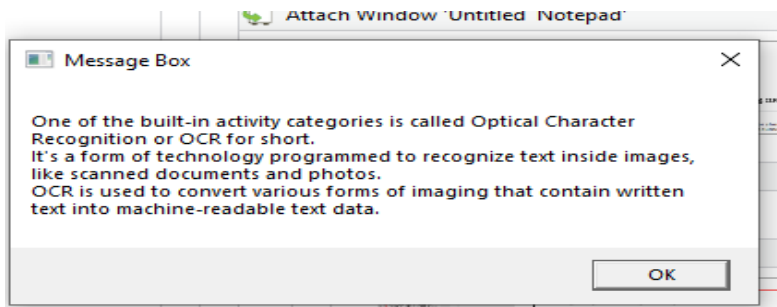 Attach Window 'Untitled Notepad'
Message Box
One of the built-in activity categories is called Optical Character
Recognition or OCR for short.
It's a form of technology programmed to recognize text inside images,
like scanned documents and photos.
OCR is used to convert various forms of imaging that contain written
text into machine-readable text data.
OK